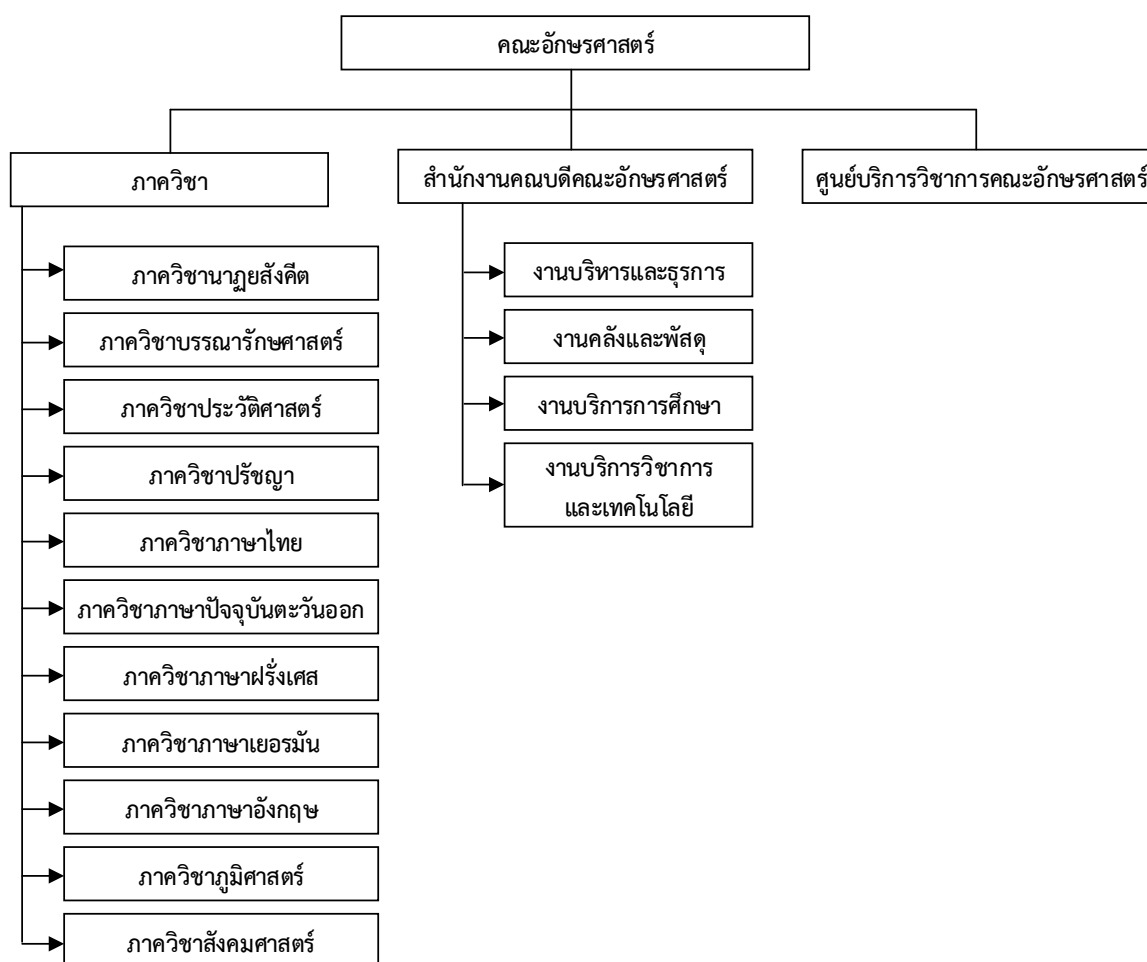 คณะอักษรศาสตร์
ภาควิชา
สำนักงานคณบดีคณะอักษรศาสตร์
ศูนย์บริการวิชาการคณะอักษรศาสตร์
ภาควิชานาฏยสังคีต
ภาควิชาบรรณารักษศาสตร์
ภาควิชาประวัติศาสตร์
ภาควิชาปรัชญา
ภาควิชาภาษาไทย
ภาควิชาภาษาปัจจุบันตะวันออก
ภาควิชาภาษาฝรั่งเศส
ภาควิชาภาษาเยอรมัน
ภาควิชาภาษาอังกฤษ
ภาควิชาภูมิศาสตร์
ภาควิชาสังคมศาสตร์
งานบริหารและธุรการ
งานคลังและพัสดุ
งานบริการการศึกษา
งานบริการวิชาการ
และเทคโนโลยี